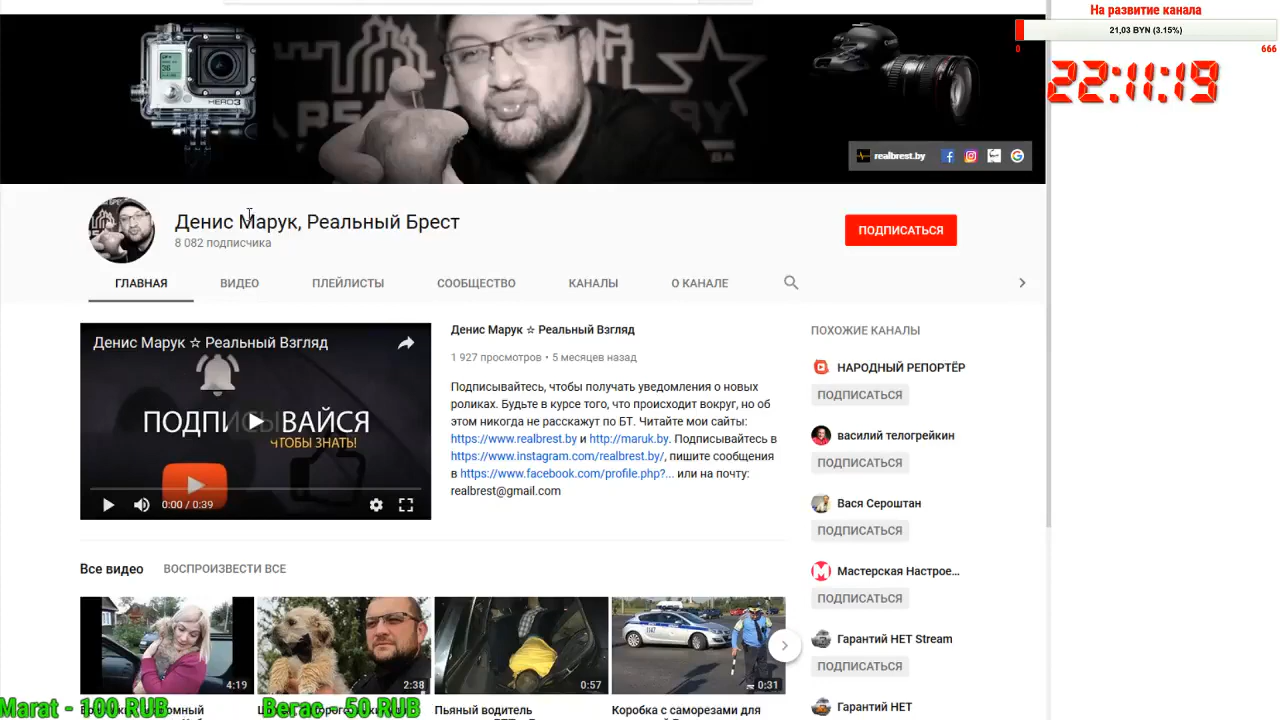 На развитие канала
21,03 BYN (3.15%)
0
666
22:11:19
HERO3
realbrest.by
Денис Марук, Реальный Брест
8 082 подписчика
ПОДПИСАТЬСЯ
ГЛАВНАЯ
ВИДЕО
ПЛЕЙЛИСТЫ
СООБЩЕСТВО
КАНАЛЫ
О КАНАЛЕ
Денис Марук ☆ Реальный Взгляд
ПОДПИСЫВАЙСЯ
ЧТОБЫ ЗНАТЬ!
0:00 / 0:39
Денис Марук ☆ Реальный Взгляд
1 927 просмотров • 5 месяцев назад
Подписывайтесь, чтобы получать уведомления о новых
роликах. Будьте в курсе того, что происходит вокруг, но об
этом никогда не расскажут по БТ. Читайте мои сайты:
https://www.realbrest.by и http://maruk.by. Подписывайтесь в
https://www.instagram.com/realbrest.by/, пишите сообщения
в https://www.facebook.com/profile.php?... или на почту:
realbrest@gmail.com
ПОХОЖИЕ КАНАЛЫ
НАРОДНЫЙ РЕПОРТЁР
ПОДПИСАТЬСЯ
василий телогрейкин
ПОДПИСАТЬСЯ
Вася Сероштан
ПОДПИСАТЬСЯ
Мастерская Настрое...
ПОДПИСАТЬСЯ
Гарантий НЕТ Stream
ПОДПИСАТЬСЯ
Гарантий НЕТ
Все видео
ВОСПРОИЗВЕСТИ ВСЕ
4:19
2:38
0:57
1147
0:31
Marat - 100 RUB
Вегас - 50 RUB
Пьяный водитель
Коробка с саморезами для